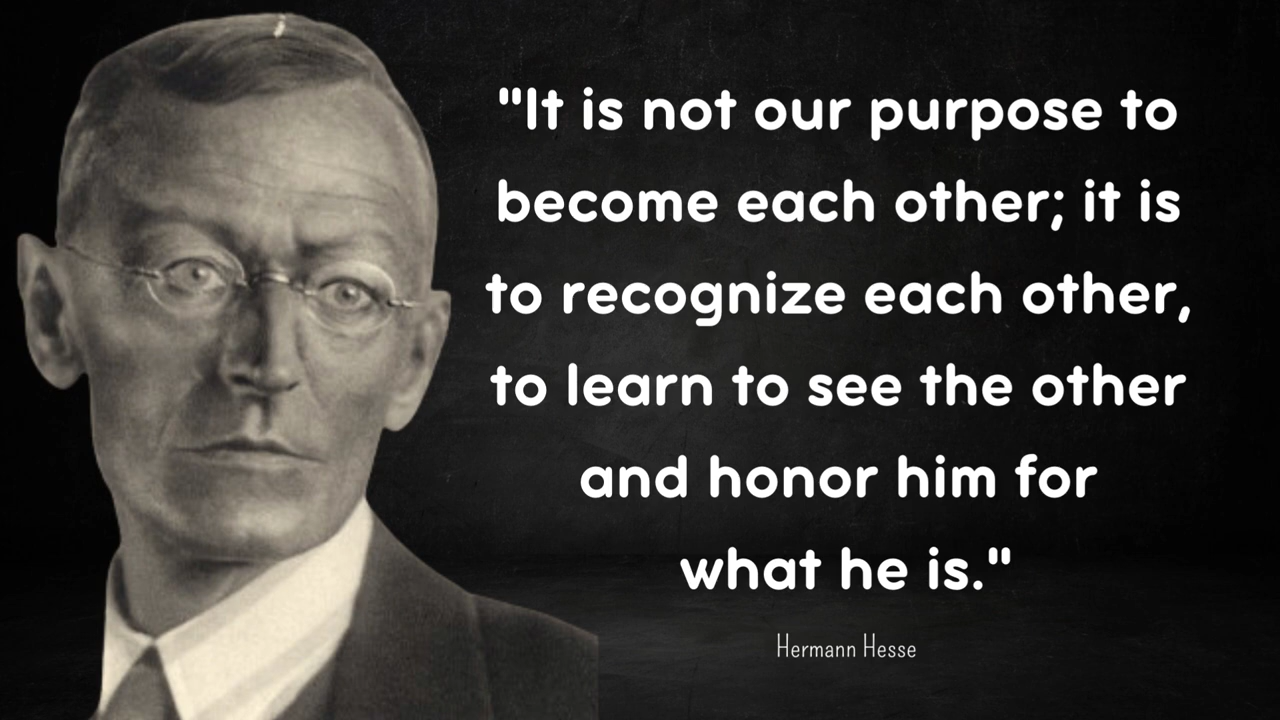 "It is not our purpose to
become each other; it is
to recognize each other,
to learn to see the other
and honor him for
what he is."
Hermann Hesse